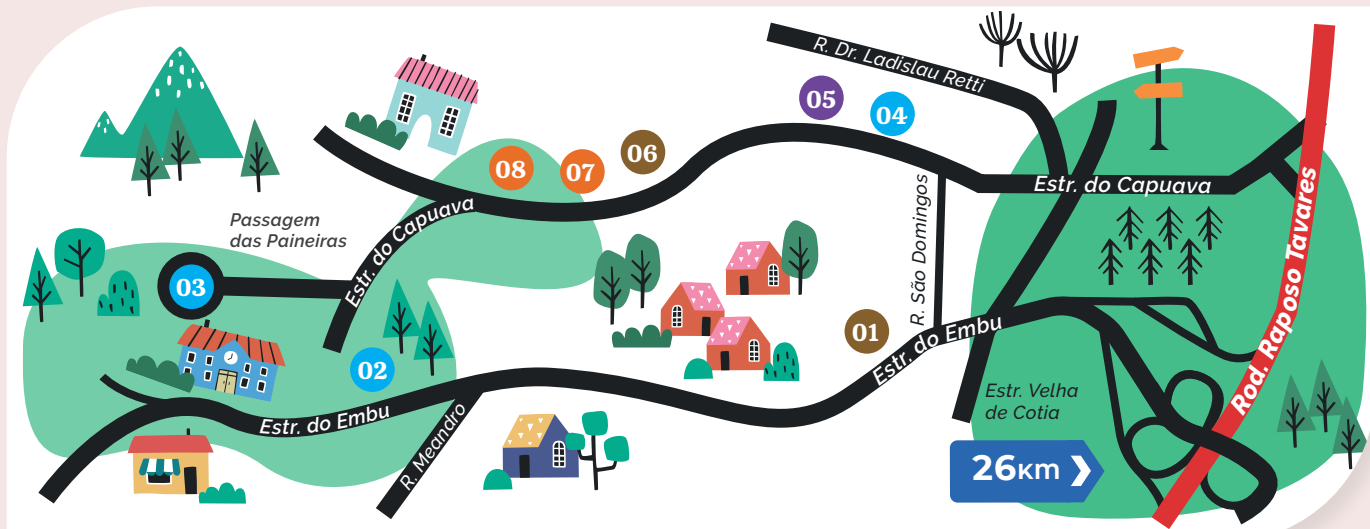 R. Dr. Ladislau Retti
05
04
06
08
07
Estr. do Capuava
Passagem
das Paineiras
Estr. do Capuava
03
R. São Domingos
Rod. Raposo Tavares
01
02
Estr. do Embu
Estr. do Embu
R. Meandro
Estr. Velha
de Cotia
26KM